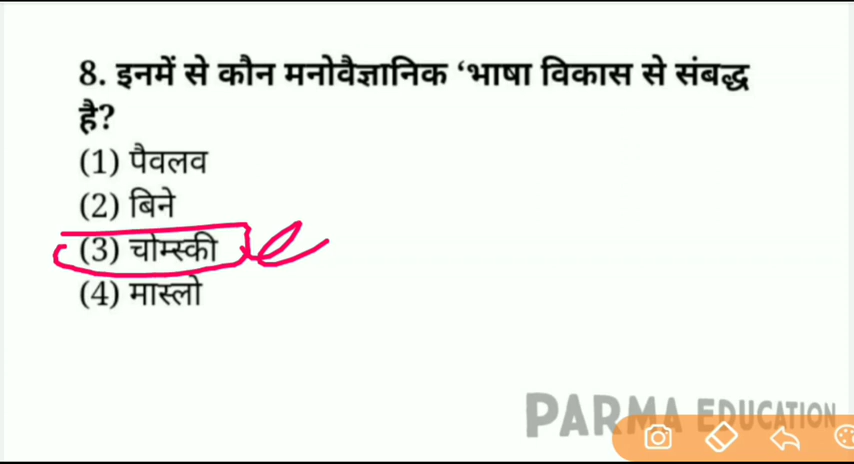 8. इनमें से कौन मनोवैज्ञानिक ‘भाषा विकास से संबद्ध
है?
(1) पैवलव
(2) बिने
(3) चोम्स्की
(4) मास्लो
PARMA EDUCATION